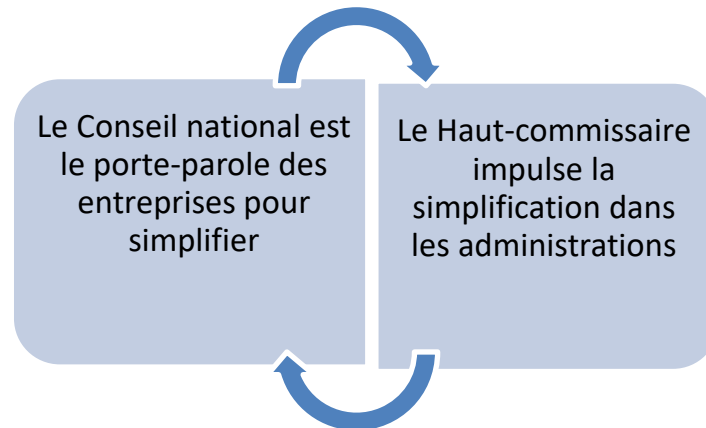 Le Conseil national est
le porte-parole des
entreprises pour
simplifier
Le Haut-commissaire
impulse la
simplification dans
les administrations